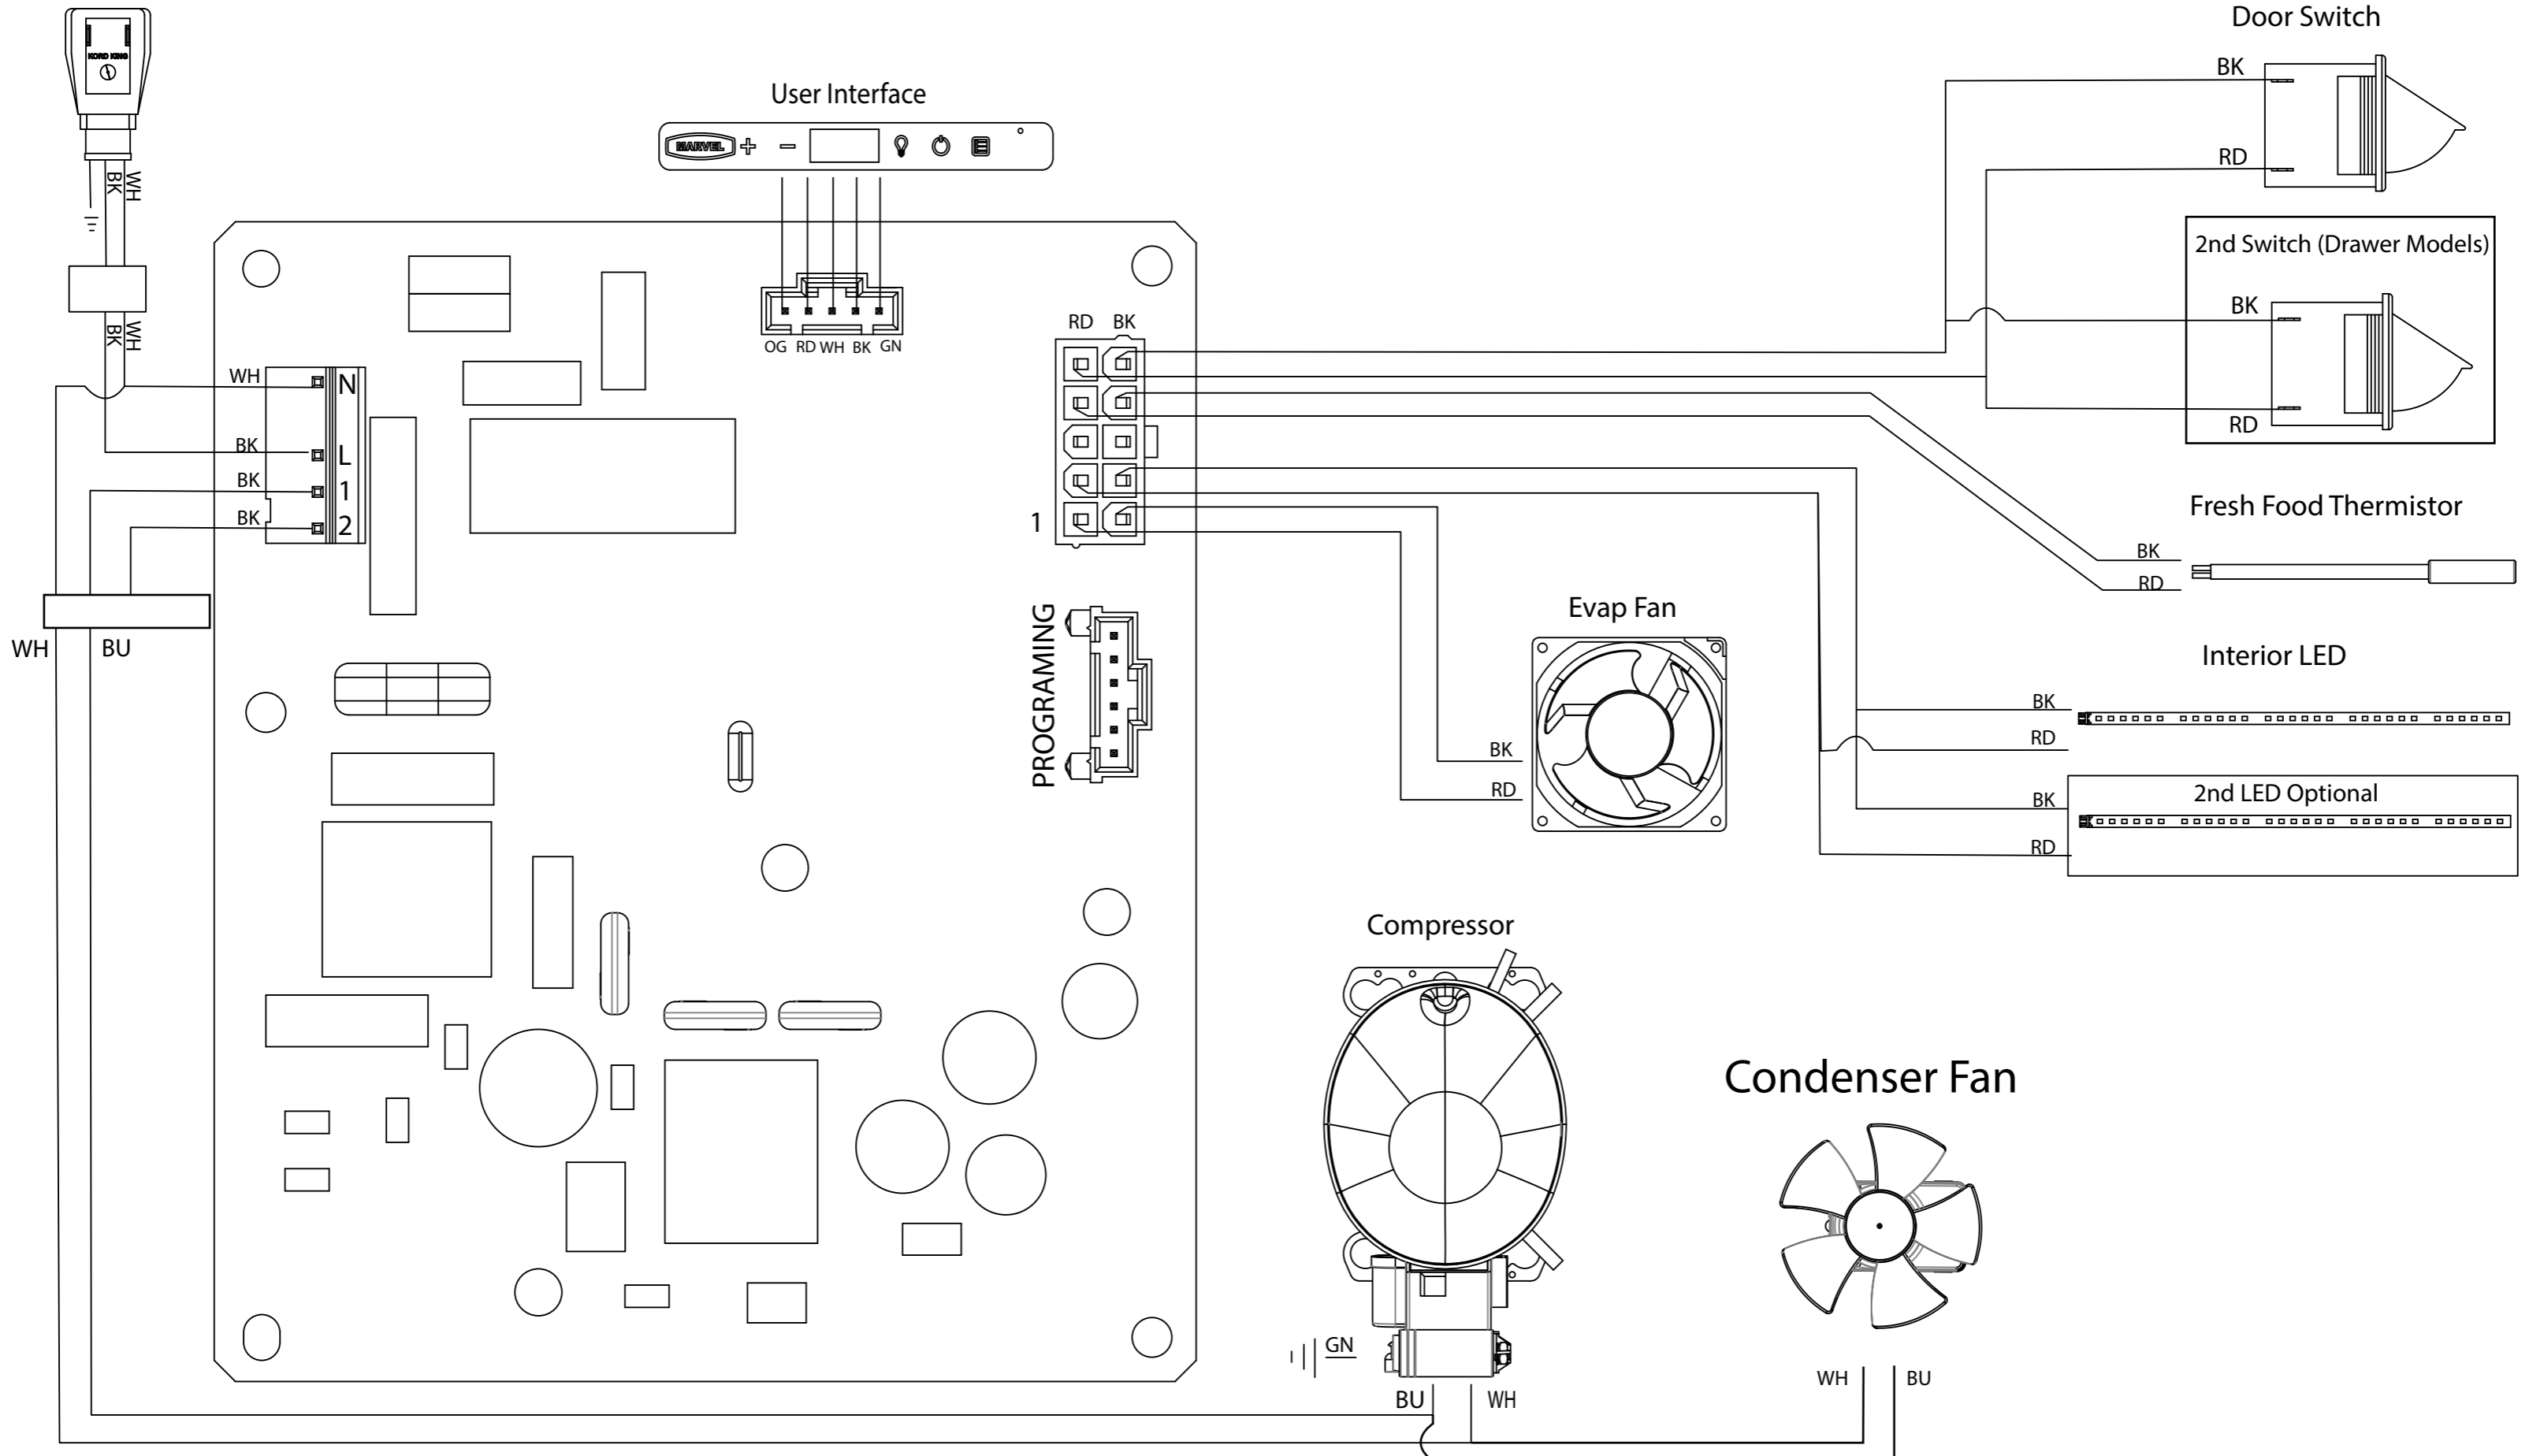 Door Switch
KORD KING
BK
User Interface
MARVEL
RD
BK
WH
2nd Switch (Drawer Models)
BK
RD
BK
WH
RD BK
OG RD WH BK GN
WH N
BK L
BK 1
BK 2
1
Fresh Food Thermistor
BK
RD
PROGRAMING
Evap Fan
WH BU
Interior LED
BK
RD
BK
RD
2nd LED Optional
BK
RD
Compressor
Condenser Fan
GN
BU WH
WH BU